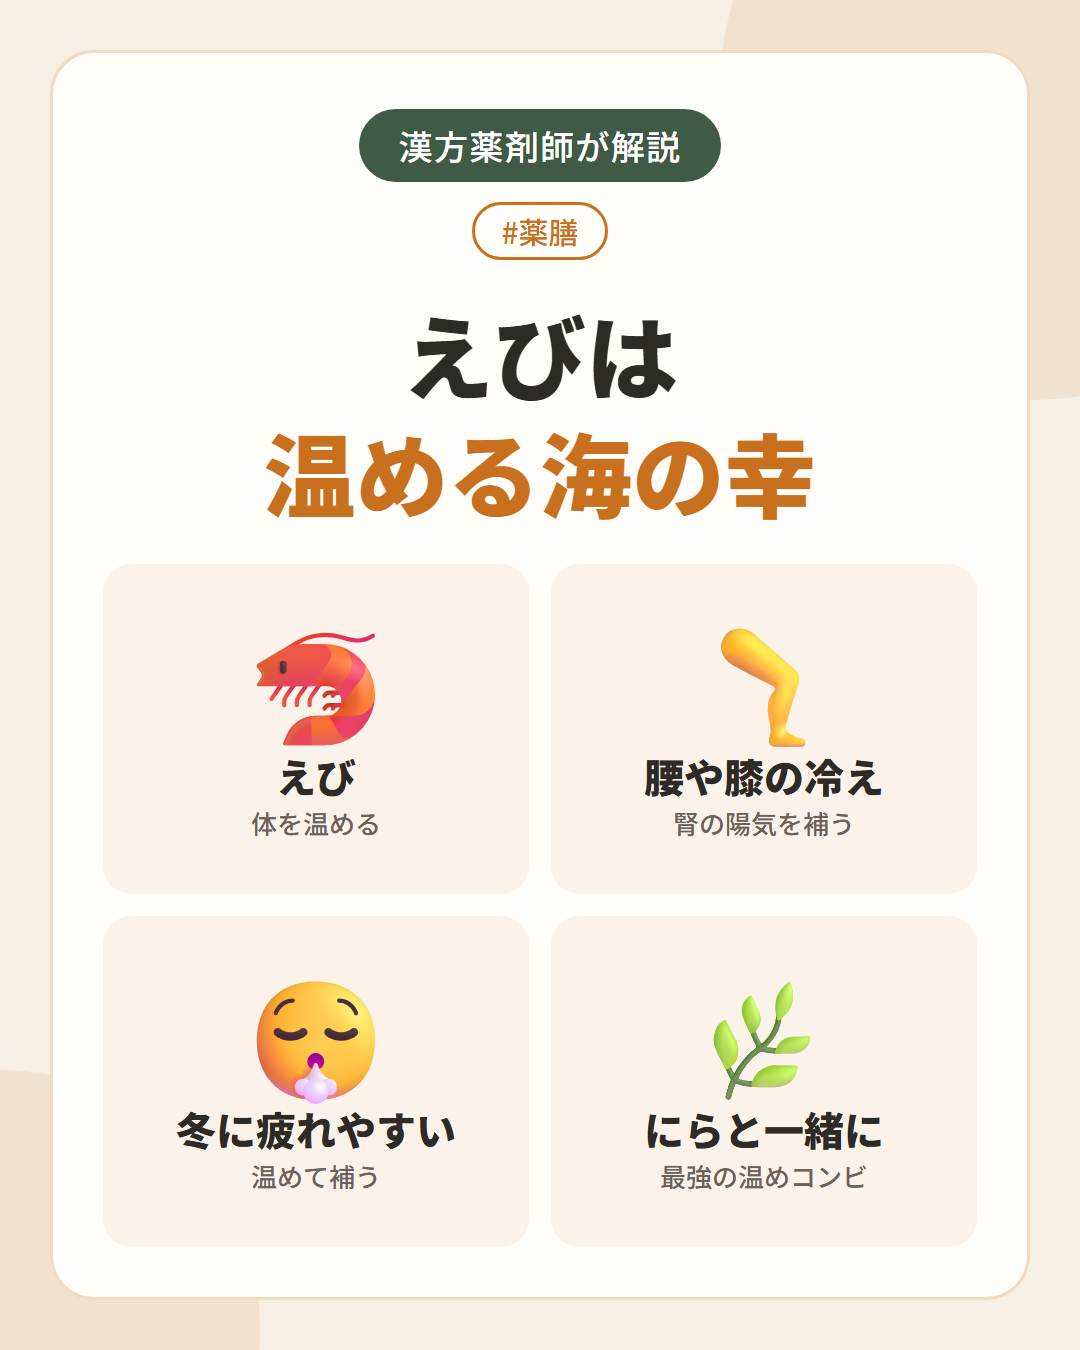 漢方薬剤師が解説
#薬膳
えびは
温める海の幸
えび
体を温める
腰や膝の冷え
腎の陽気を補う
冬に疲れやすい
温めて補う
にらと一緒に
最強の温めコンビ